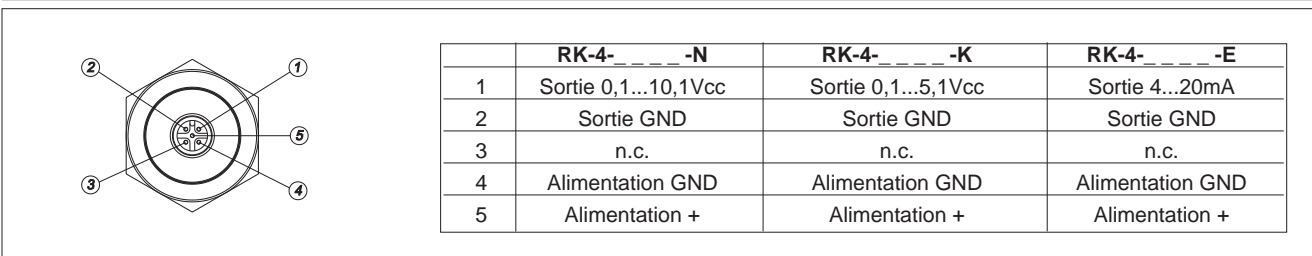 2
1
5
3
4
RK-4-_ _ _ _ -N RK-4-_ _ _ _ -K RK-4-_ _ _ _ -E
1 Sortie 0,1...10,1Vcc Sortie 0,1...5,1Vcc Sortie 4...20mA
2 Sortie GND Sortie GND Sortie GND
3 n.c. n.c. n.c.
4 Alimentation GND Alimentation GND Alimentation GND
5 Alimentation + Alimentation + Alimentation +